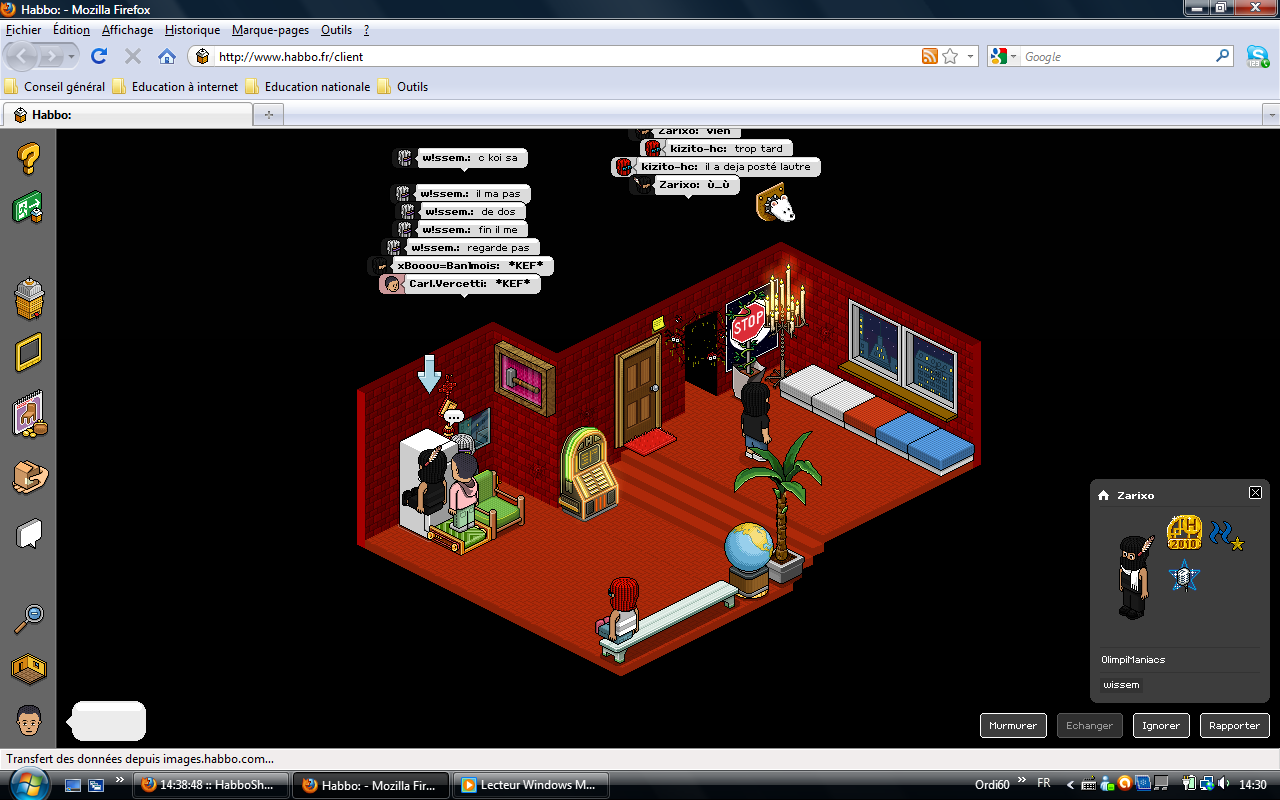 Habbo: - Mozilla Firefox
Fichier Édition Affichage Historique Marque-pages Outils ?
http://www.habbo.fr/client
Google
Conseil général Education à internet Education nationale Outils
Habbo:
Zarixo: vien
w!ssem.: c koi sa
kizito-hc: trop tard
kizito-hc: il a deja posté lautre
Zarixo: ù_ù
w!ssem.: il ma pas
w!ssem.: de dos
w!ssem.: fin il me
w!ssem.: regarde pas
xBooou=Ban1mois: *KEF*
Carl.Vercetti: *KEF*
STOP
Zarixo
H
2010
OlimpiManiacs
wissem
Murmurer Echanger Ignorer Rapporter
Transfert des données depuis images.habbo.com...
14:38:48 :: HabboSh... Habbo: - Mozilla Fir... Lecteur Windows M... Ordi60 FR 14:30